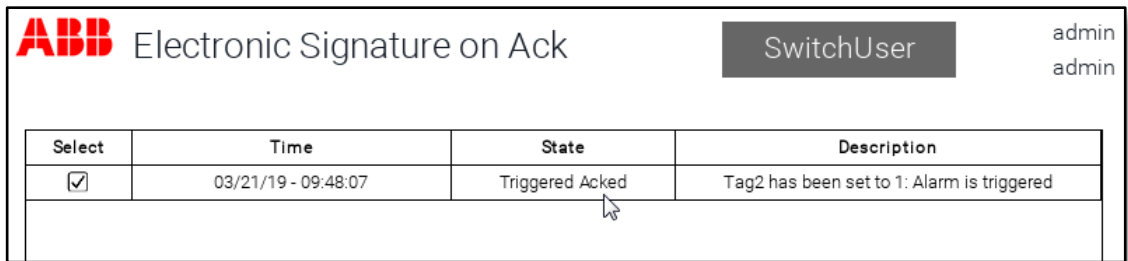 ABB Electronic Signature on Ack
SwitchUser
admin
admin
Select Time State Description
03/21/19 - 09:48:07 Triggered Acked Tag2 has been set to 1: Alarm is triggered